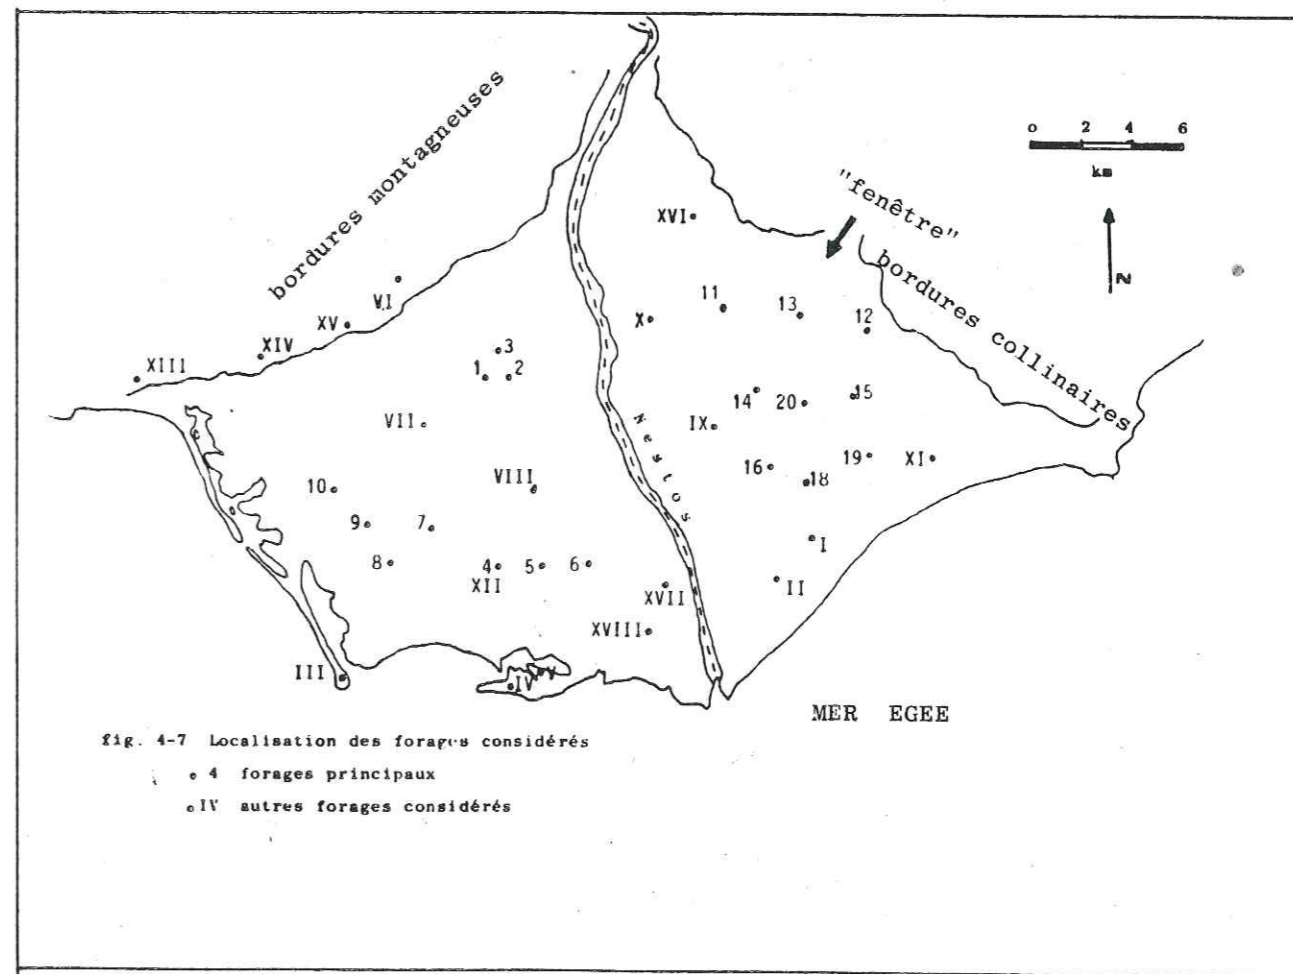 bordures montagneuses
0 2 4 6
km
"fenêtre"
N
XVI
bordures collinaires
VI
11
13
XV
X
12
XIV
3
XIII
1
2
14
20
15
VII
Nestos
IX
19
XI
16
18
VIII
10
9
7
I
8
4
5
6
XII
XVII
II
XVIII
III
IV
V
MER EGEE
fig. 4-7 Localisation des forages considérés
4 forages principaux
IV autres forages considérés